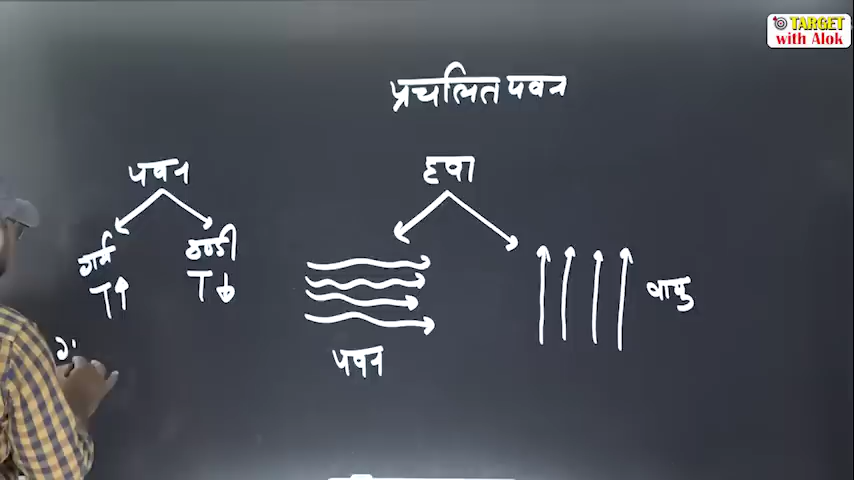 TARGET
with Alok
प्रचलित पवन
पवन
हवा
गर्म
ठण्डी
T↑
T↓
वायु
पवन